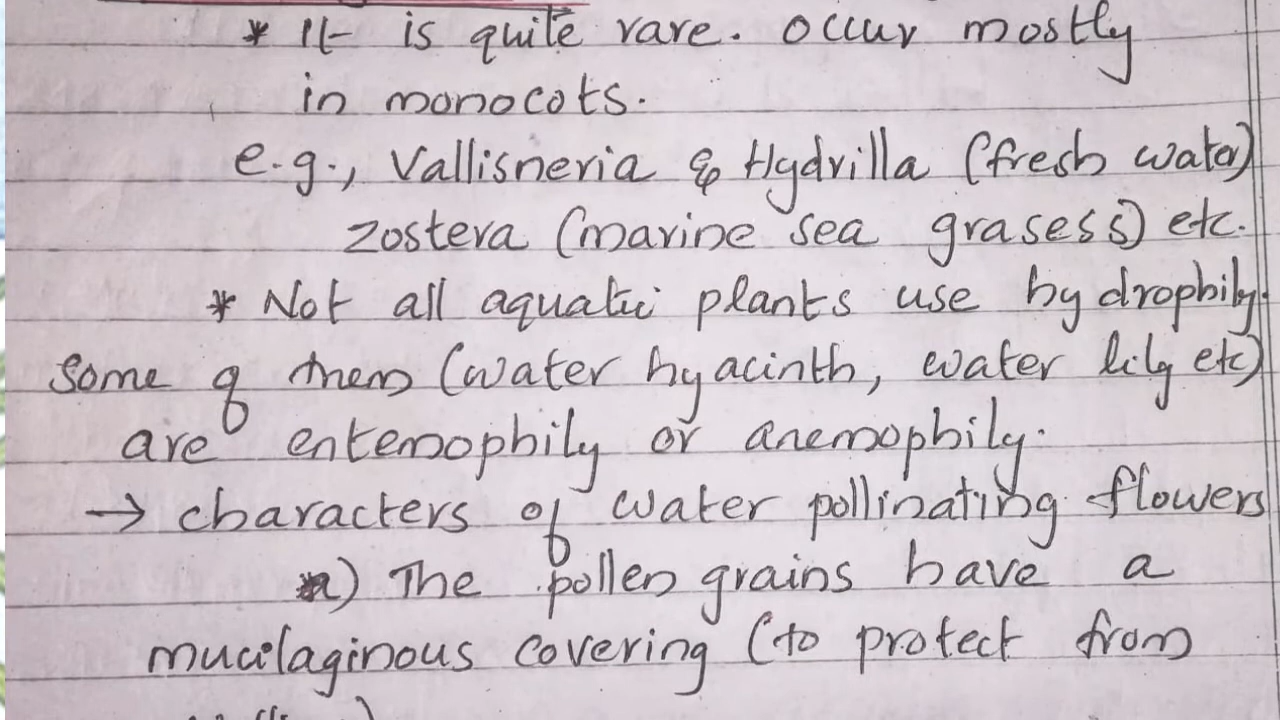 * It is quite rare. Occur mostly
in monocots.
e.g., Vallisneria & Hydrilla (fresh water)
Zostera (marine sea grasess) etc.
* Not all aquatic plants use hydrophily.
Some of them (water hyacinth, water lily etc)
are entemophily or anemophily.
→ characters of water pollinating flowers
a) The pollen grains have a
mucilaginous covering (to protect from